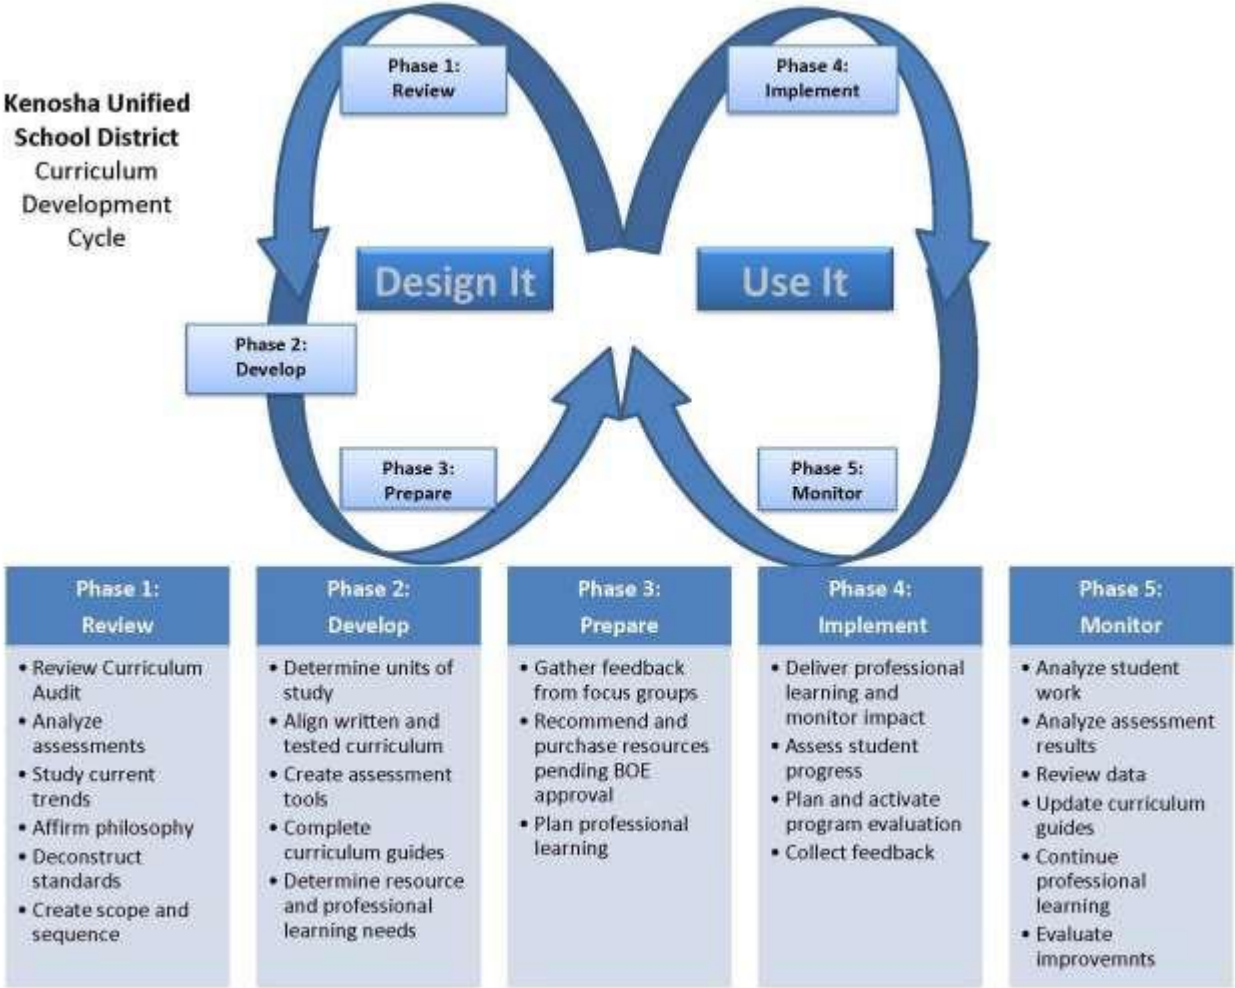 Kenosha Unified
School District
Curriculum
Development
Cycle
Phase 1:
Review
Phase 4:
Implement
Design It
Use It
Phase 2:
Develop
Phase 3:
Prepare
Phase 5:
Monitor
Phase 1:
Review
• Review Curriculum
Audit
• Analyze
assessments
• Study current
trends
• Affirm philosophy
• Deconstruct
standards
• Create scope and
sequence
Phase 2:
Develop
• Determine units of
study
• Align written and
tested curriculum
• Create assessment
tools
• Complete
curriculum guides
• Determine resource
and professional
learning needs
Phase 3:
Prepare
• Gather feedback
from focus groups
• Recommend and
purchase resources
pending BOE
approval
• Plan professional
learning
Phase 4:
Implement
• Deliver professional
learning and
monitor impact
• Assess student
progress
• Plan and activate
program evaluation
• Collect feedback
Phase 5:
Monitor
• Analyze student
work
• Analyze assessment
results
• Review data
• Update curriculum
guides
• Continue
professional
learning
• Evaluate
improvemnts